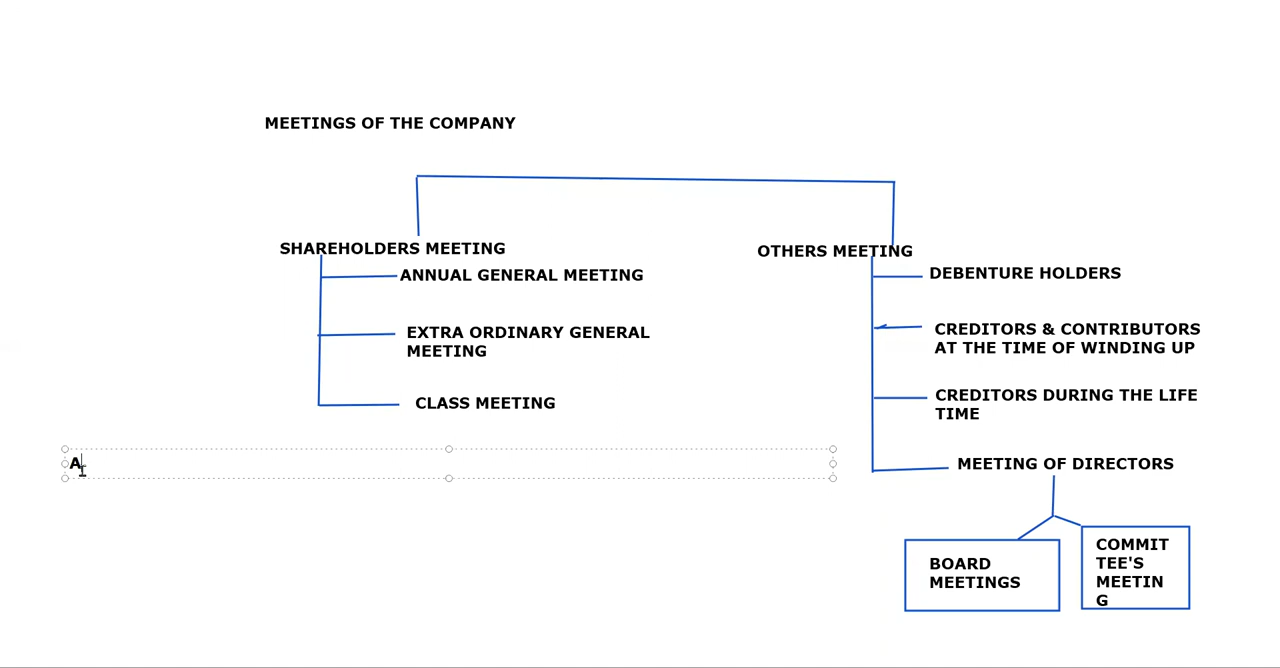 MEETINGS OF THE COMPANY
SHAREHOLDERS MEETING
ANNUAL GENERAL MEETING
EXTRA ORDINARY GENERAL
MEETING
CLASS MEETING
A
OTHERS MEETING
DEBENTURE HOLDERS
CREDITORS & CONTRIBUTORS
AT THE TIME OF WINDING UP
CREDITORS DURING THE LIFE
TIME
MEETING OF DIRECTORS
BOARD
MEETINGS
COMMIT
TEE'S
MEETIN
G